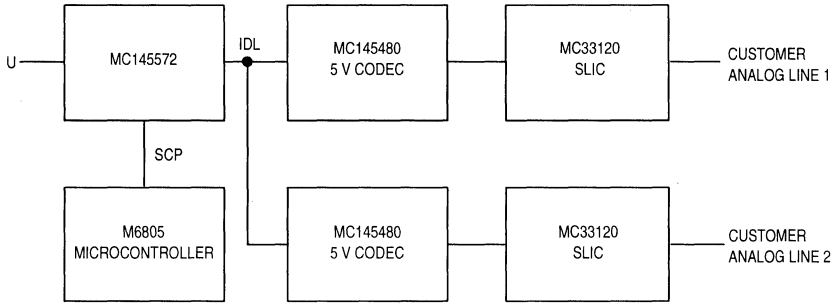 U
MC145572
IDL
MC145480
5 V CODEC
MC33120
SLIC
CUSTOMER
ANALOG LINE 1
SCP
M6805
MICROCONTROLLER
MC145480
5 V CODEC
MC33120
SLIC
CUSTOMER
ANALOG LINE 2